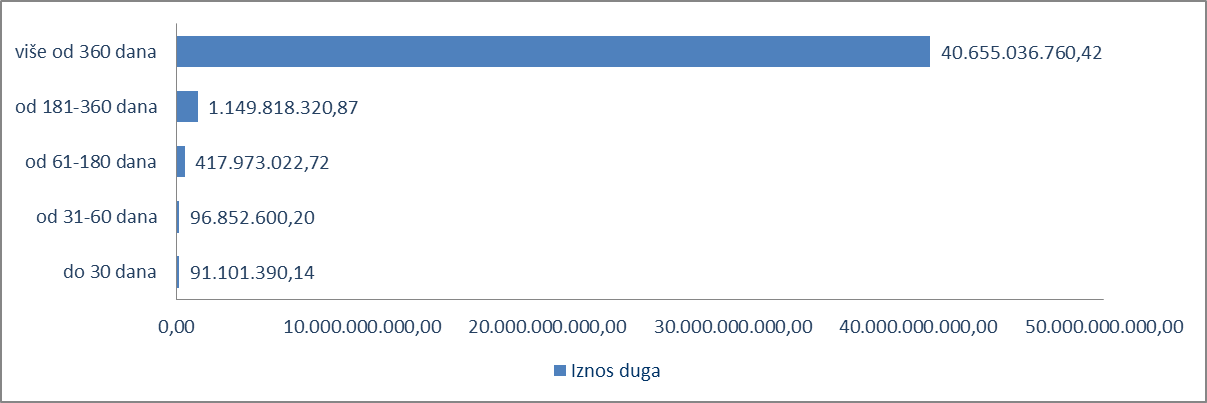 više od 360 dana 40.655.036.760,42
od 181-360 dana 1.149.818.320,87
od 61-180 dana 417.973.022,72
od 31-60 dana 96.852.600,20
do 30 dana 91.101.390,14
0,00 10.000.000.000,00 20.000.000.000,00 30.000.000.000,00 40.000.000.000,00 50.000.000.000,00
Iznos duga